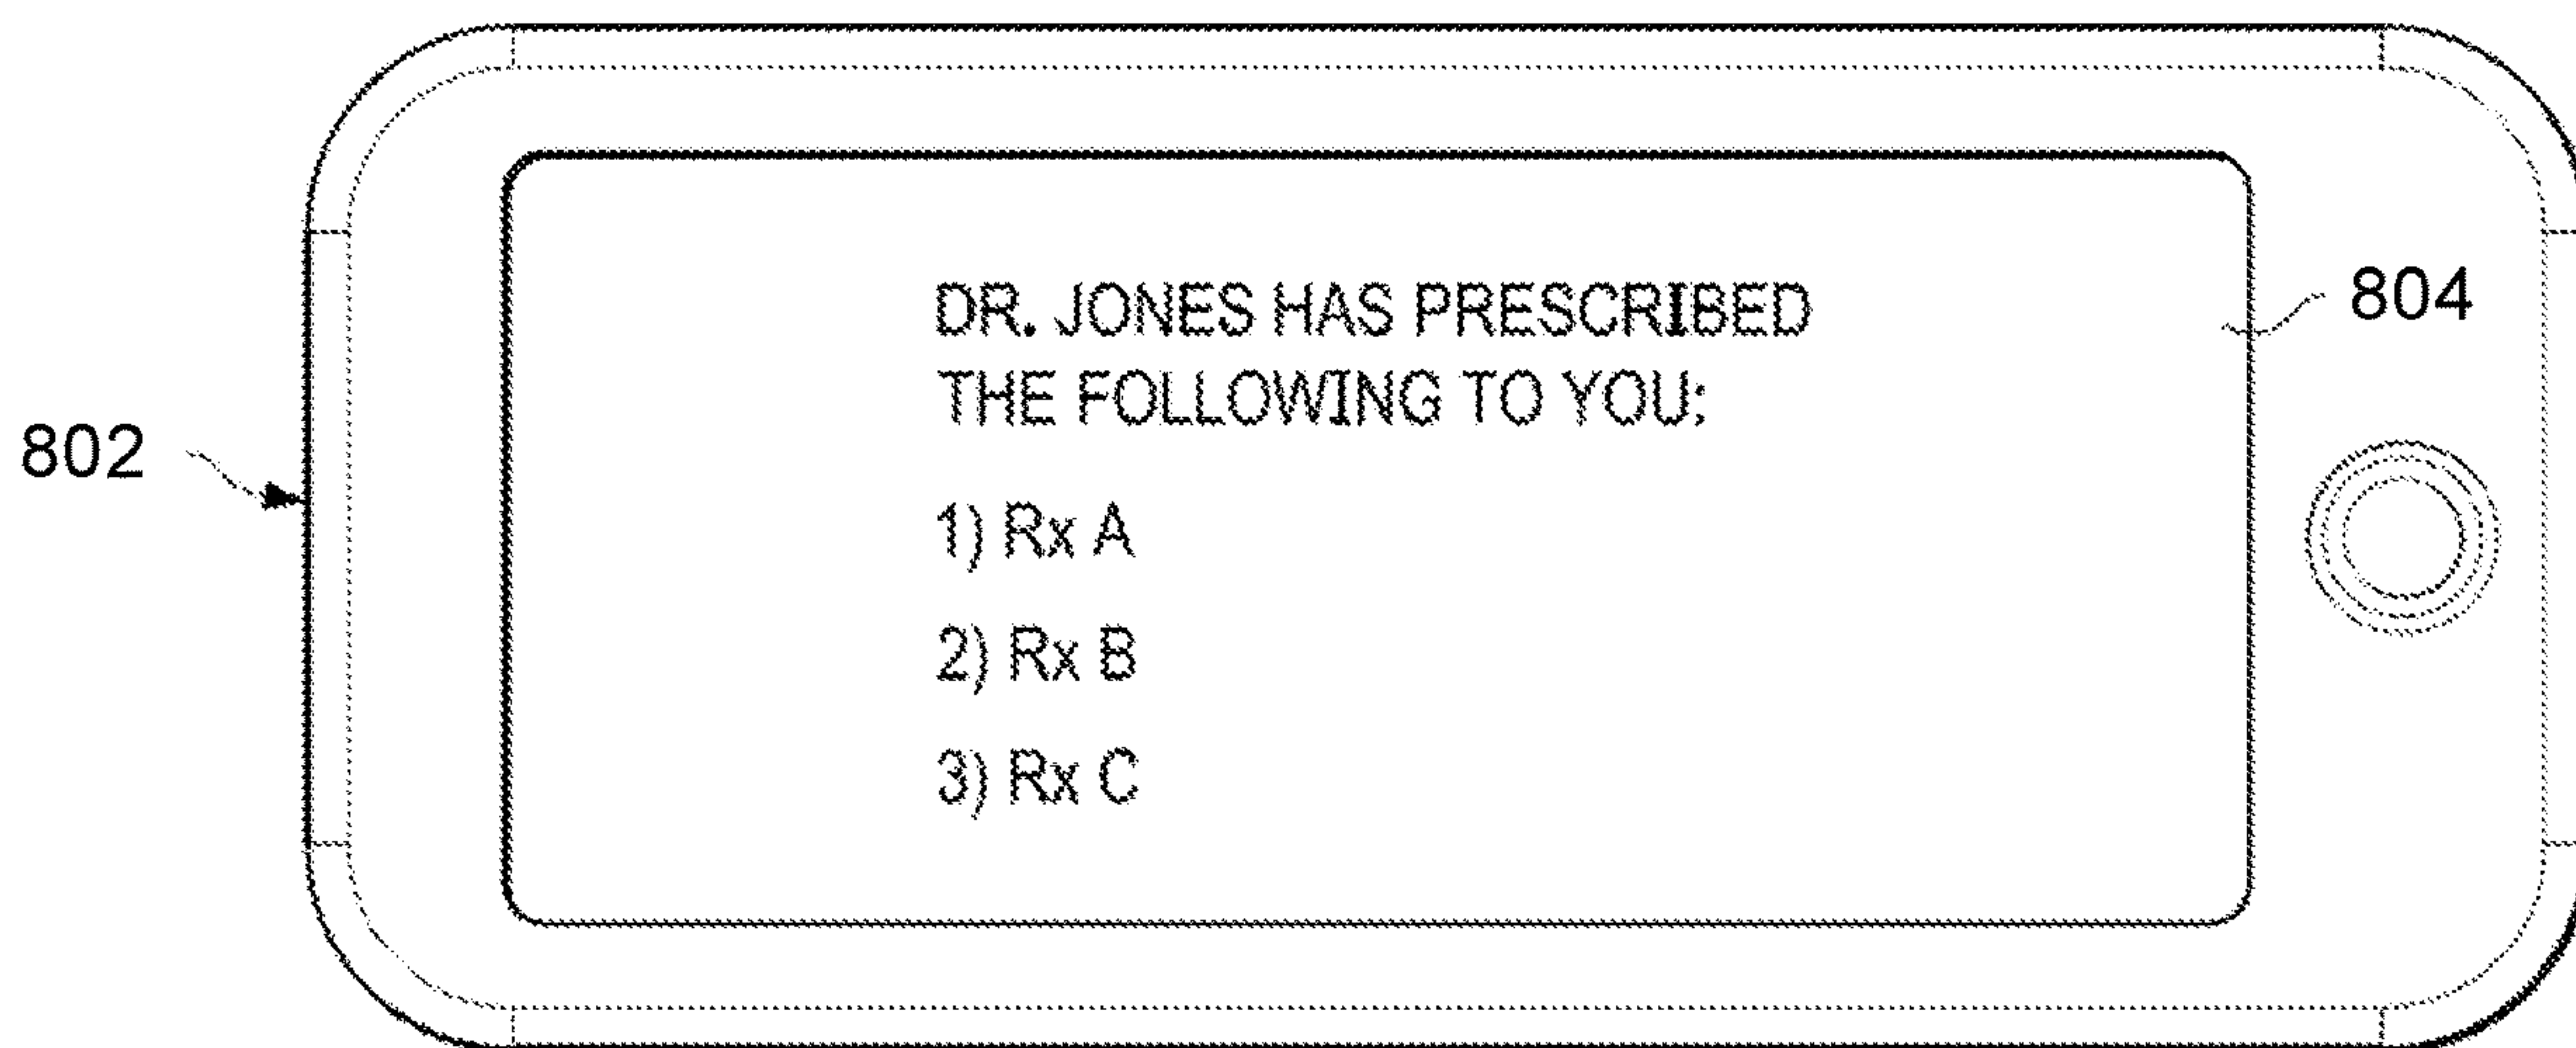 DR. JONES HAS PRESCRIBED
THE FOLLOWING TO YOU:
804
802
1) Rx A
2) Rx B
3) Rx C